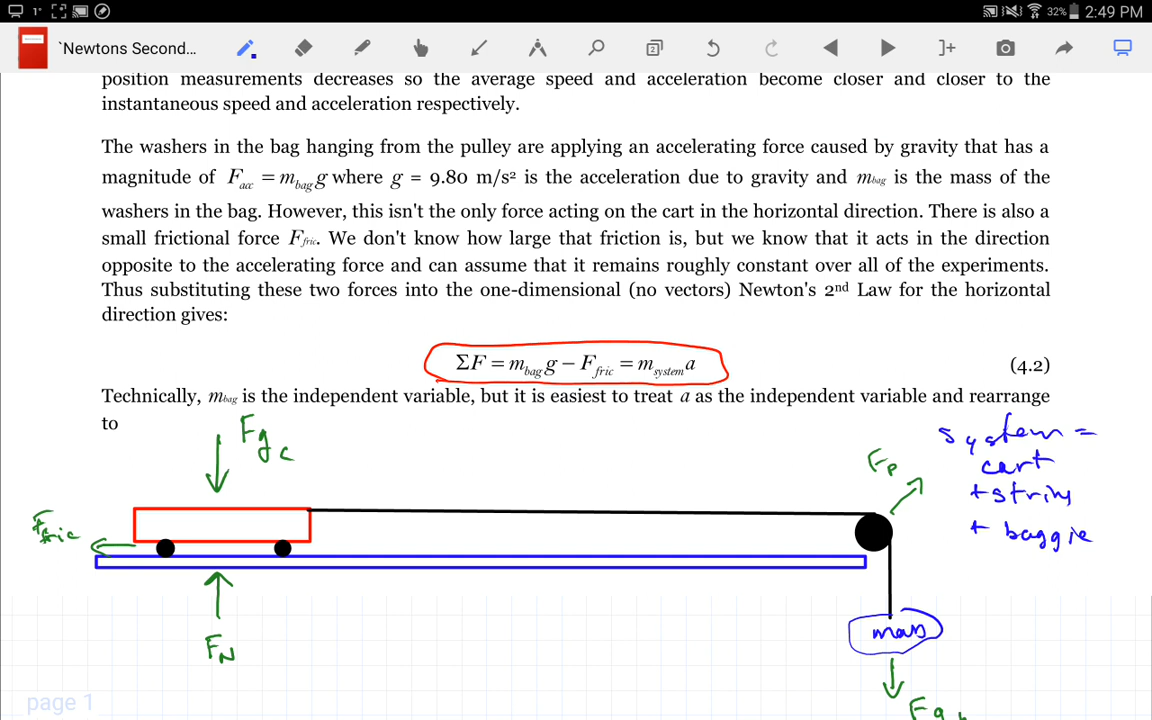 1°
32% 2:49 PM
`Newtons Second...
2
position measurements decreases so the average speed and acceleration become closer and closer to the
instantaneous speed and acceleration respectively.
The washers in the bag hanging from the pulley are applying an accelerating force caused by gravity that has a
magnitude of F_acc = m_bag g where g = 9.80 m/s² is the acceleration due to gravity and m_bag is the mass of the
washers in the bag. However, this isn't the only force acting on the cart in the horizontal direction. There is also a
small frictional force F_fric. We don't know how large that friction is, but we know that it acts in the direction
opposite to the accelerating force and can assume that it remains roughly constant over all of the experiments.
Thus substituting these two forces into the one-dimensional (no vectors) Newton's 2nd Law for the horizontal
direction gives:
ΣF = m_bag g − F_fric = m_system a (4.2)
Technically, m_bag is the independent variable, but it is easiest to treat a as the independent variable and rearrange
to
F_g_c
system =
cart
+ string
+ baggie
F_P
F_fric
F_N
mass
page 1